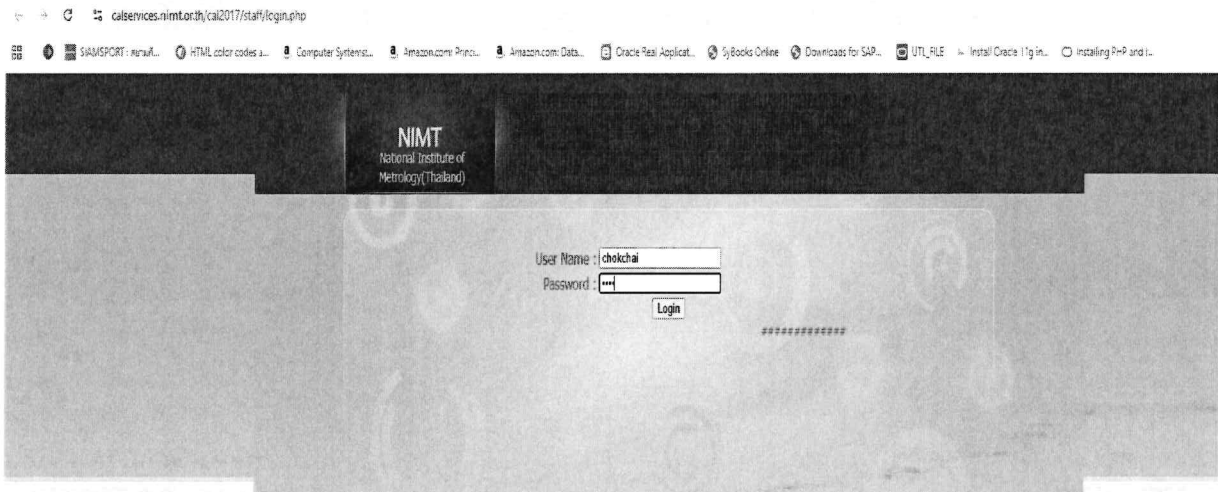 calservices.nimt.or.th/cal2017/staff/login.php
SIAMSPORT : HTML color codes a... Computer Systems:... Amazon.com: Princi... Amazon.com: Data... Oracle Real Applicat... SyBooks Online Downloads for SAP... UTL_FILE Install Oracle 11g in... Installing PHP and t...
NIMT
National Institute of
Metrology(Thailand)
User Name : chokchai
Password : ••••
Login
#############